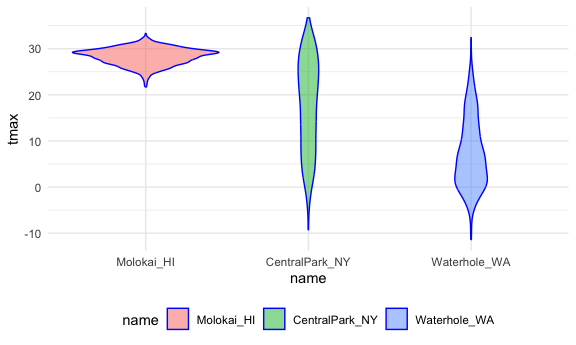 30
20
10
0
-10
tmax
Molokai_HI CentralPark_NY Waterhole_WA
name
name Molokai_HI CentralPark_NY Waterhole_WA